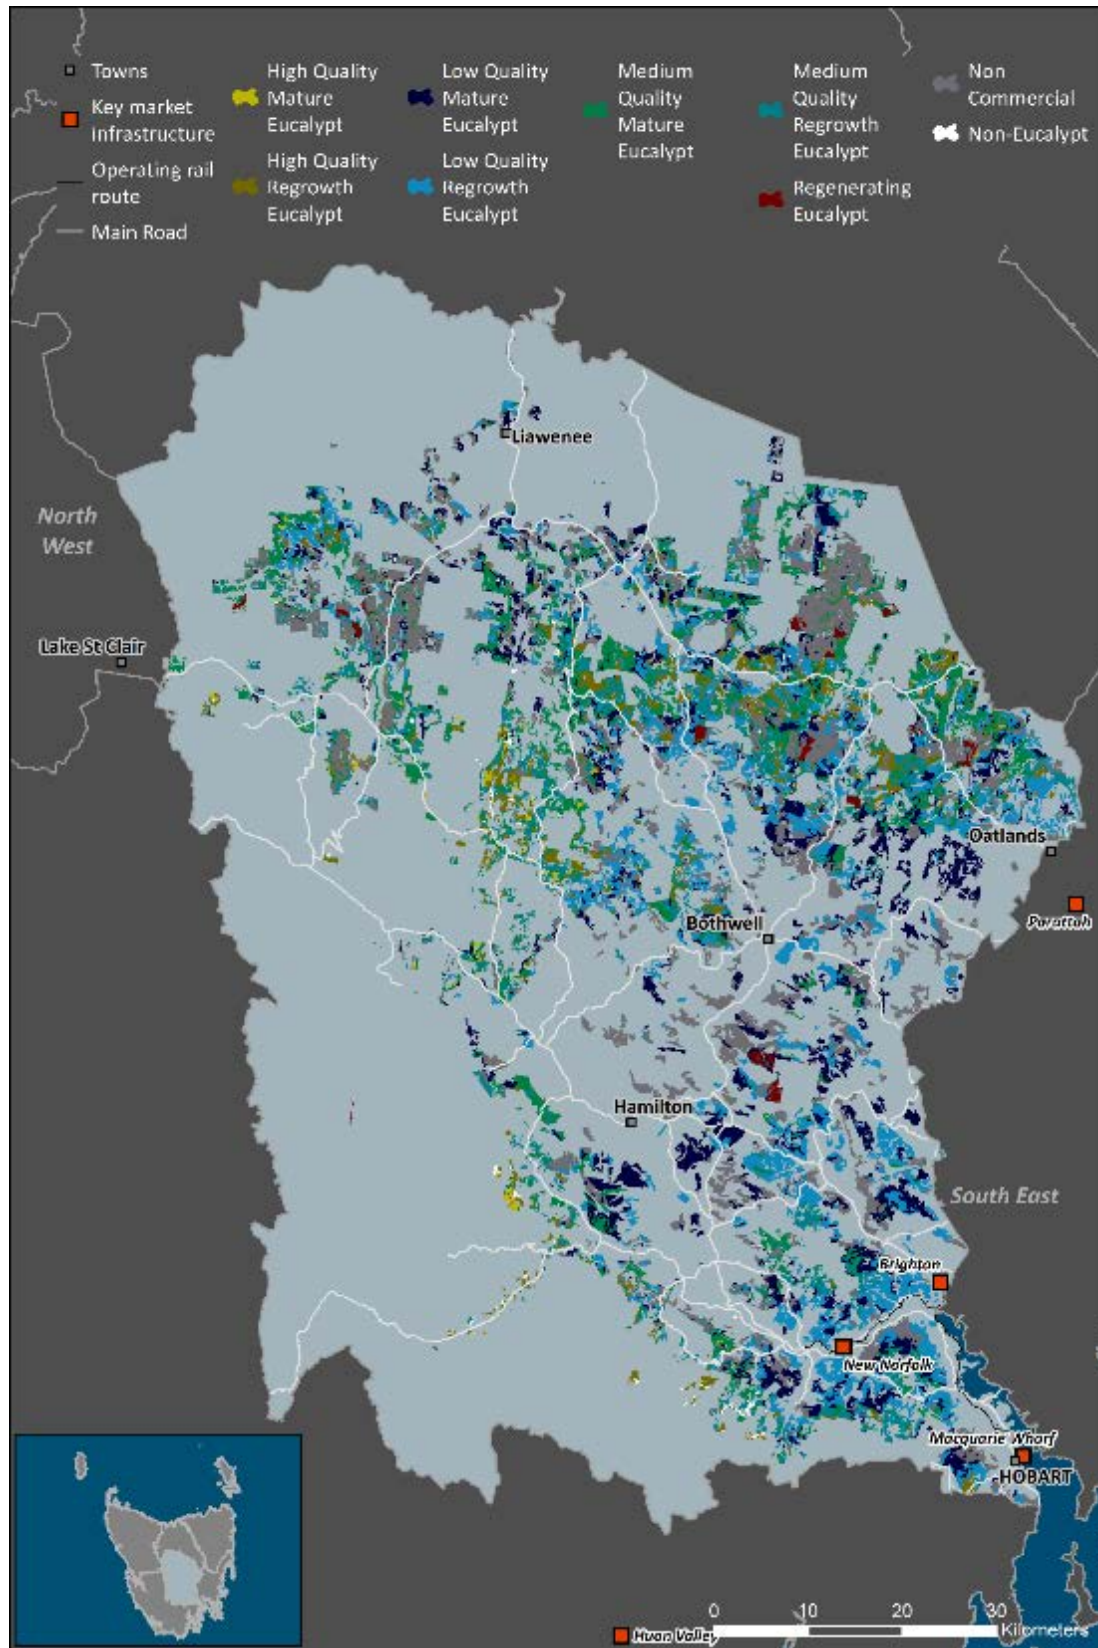 Towns
Key market
infrastructure
Operating rail
route
Main Road
High Quality
Mature
Eucalypt
High Quality
Regrowth
Eucalypt
Low Quality
Mature
Eucalypt
Low Quality
Regrowth
Eucalypt
Medium
Quality
Mature
Eucalypt
Medium
Quality
Regrowth
Eucalypt
Regenerating
Eucalypt
Non
Commercial
Non-Eucalypt
Liawenee
North
West
Lake St Clair
Oatlands
Parattah
Bothwell
Hamilton
South East
Brighton
New Norfolk
Macquarie Wharf
HOBART
0 10 20 30
Kilometers
Huon Valley